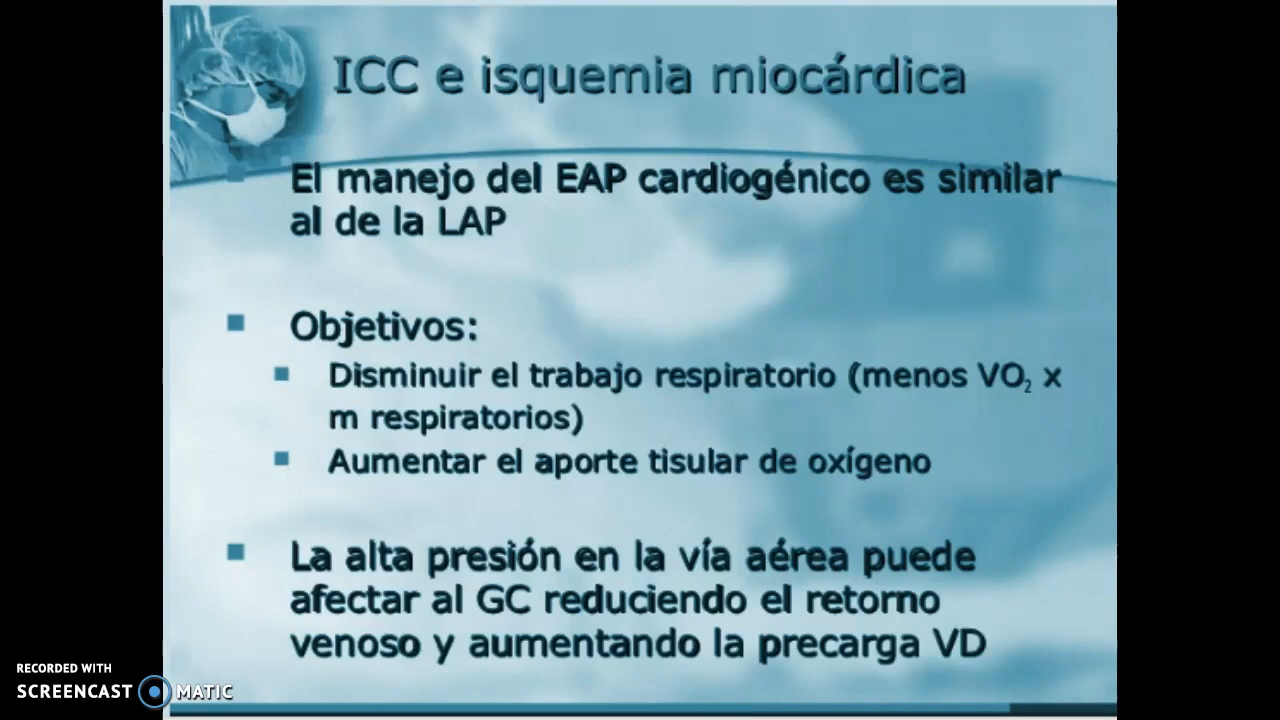 ICC e isquemia miocárdica
El manejo del EAP cardiogénico es similar
al de la LAP
Objetivos:
Disminuir el trabajo respiratorio (menos VO₂ x
m respiratorios)
Aumentar el aporte tisular de oxígeno
La alta presión en la vía aérea puede
afectar al GC reduciendo el retorno
venoso y aumentando la precarga VD
RECORDED WITH
SCREENCAST MATIC